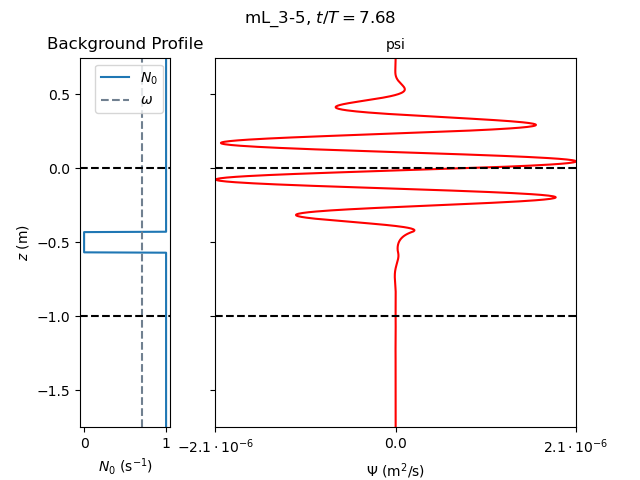 mL_3-5, t/T = 7.68
Background Profile
psi
N₀
ω
0.5
0.0
−0.5
−1.0
−1.5
z (m)
0
1
N₀ (s⁻¹)
−2.1 · 10⁻⁶
0.0
2.1 · 10⁻⁶
Ψ (m²/s)